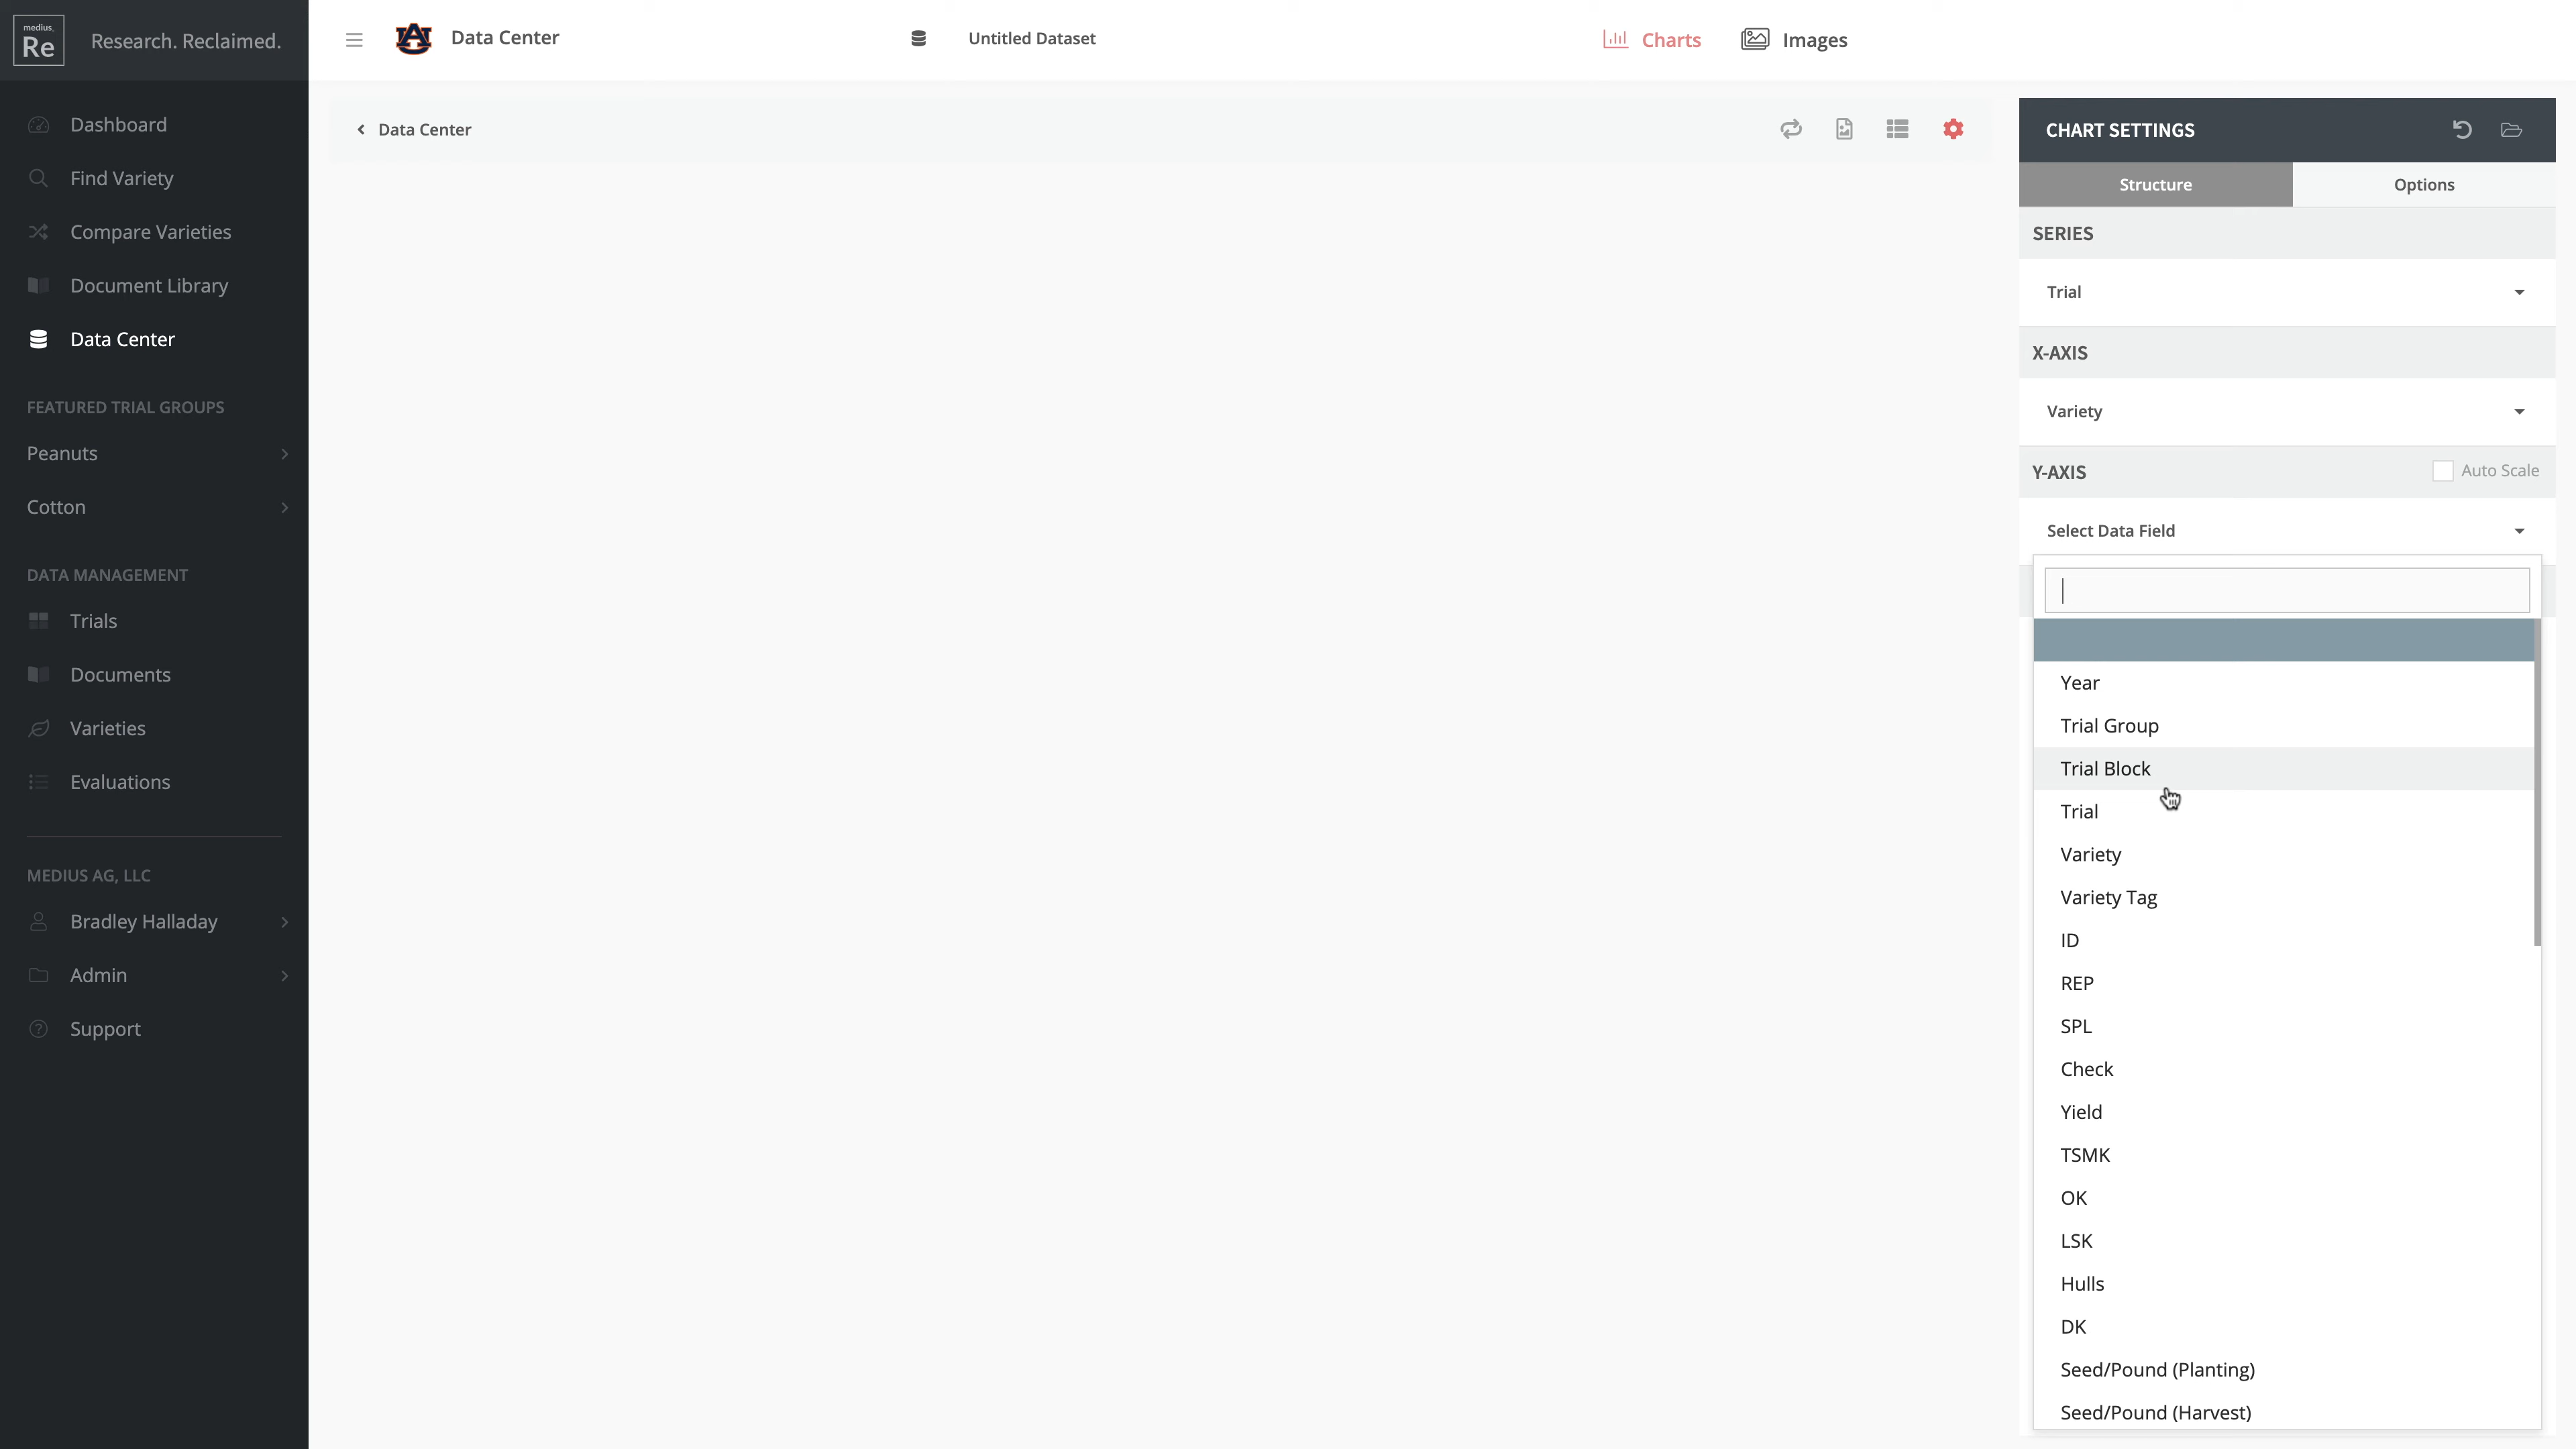 medius.
Re
Research. Reclaimed.
Data Center
Untitled Dataset
Charts
Images
Dashboard
Find Variety
Compare Varieties
Document Library
Data Center
FEATURED TRIAL GROUPS
Peanuts
Cotton
DATA MANAGEMENT
Trials
Documents
Varieties
Evaluations
MEDIUS AG, LLC
Bradley Halladay
Admin
Support
Data Center
CHART SETTINGS
Structure
Options
SERIES
Trial
X-AXIS
Variety
Y-AXIS
Auto Scale
Select Data Field
Year
Trial Group
Trial Block
Trial
Variety
Variety Tag
ID
REP
SPL
Check
Yield
TSMK
OK
LSK
Hulls
DK
Seed/Pound (Planting)
Seed/Pound (Harvest)